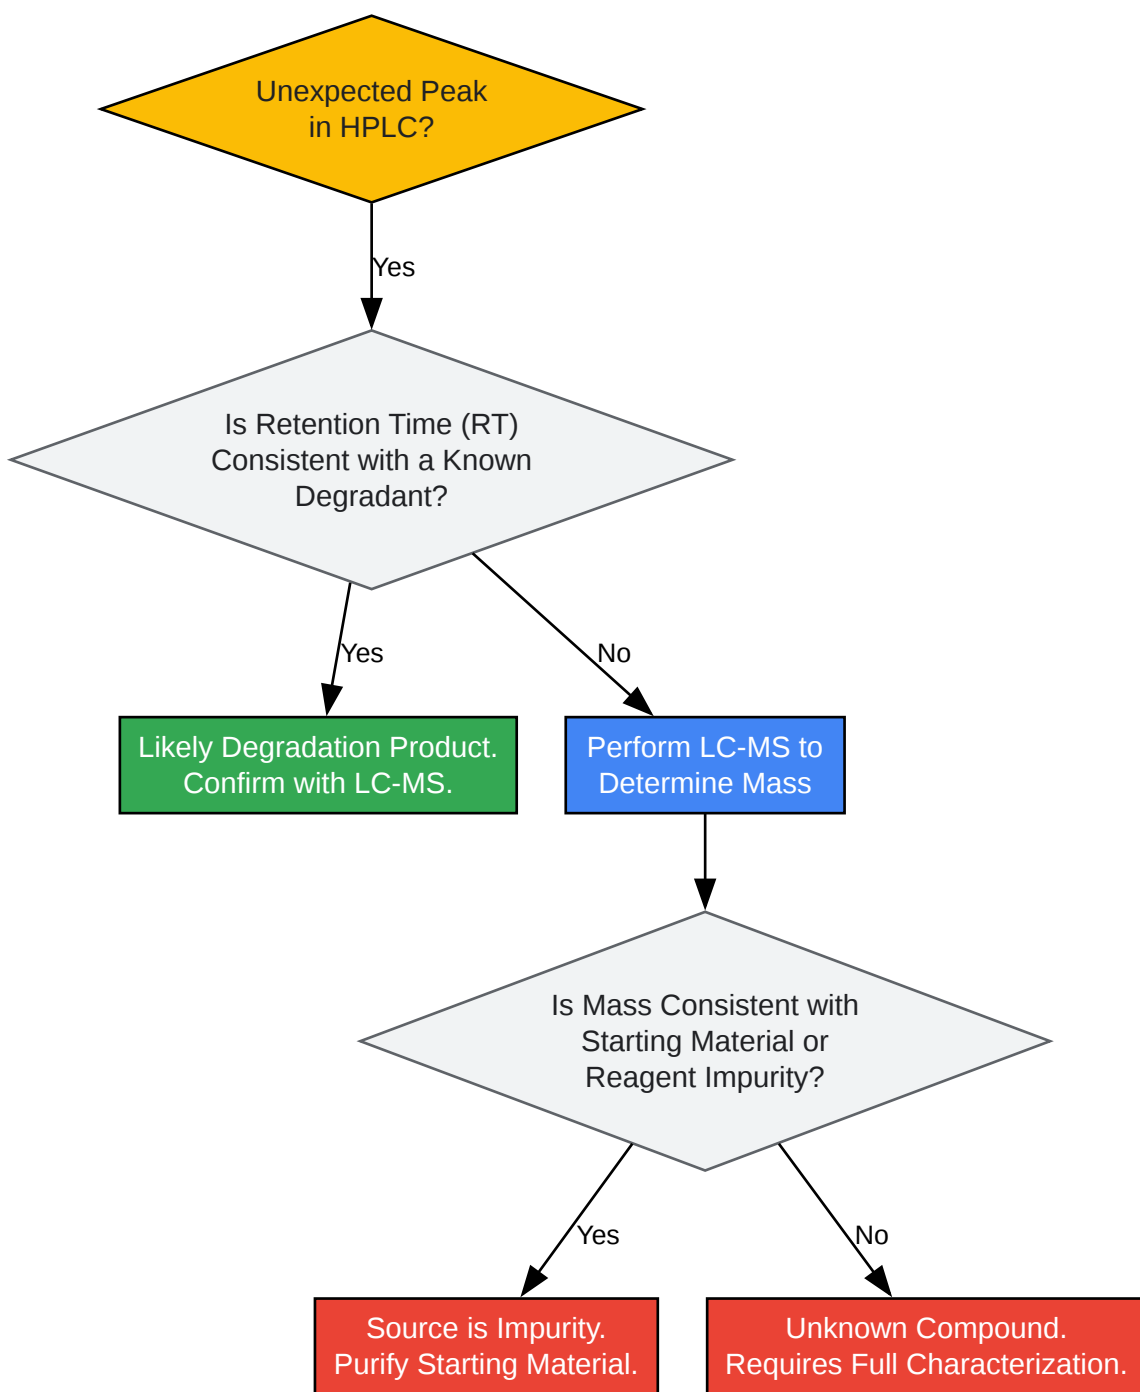 Unexpected Peak
in HPLC?
Yes
Is Retention Time (RT)
Consistent with a Known
Degradant?
Yes
No
Likely Degradation Product.
Confirm with LC-MS.
Perform LC-MS to
Determine Mass
Is Mass Consistent with
Starting Material or
Reagent Impurity?
Yes
No
Source is Impurity.
Purify Starting Material.
Unknown Compound.
Requires Full Characterization.